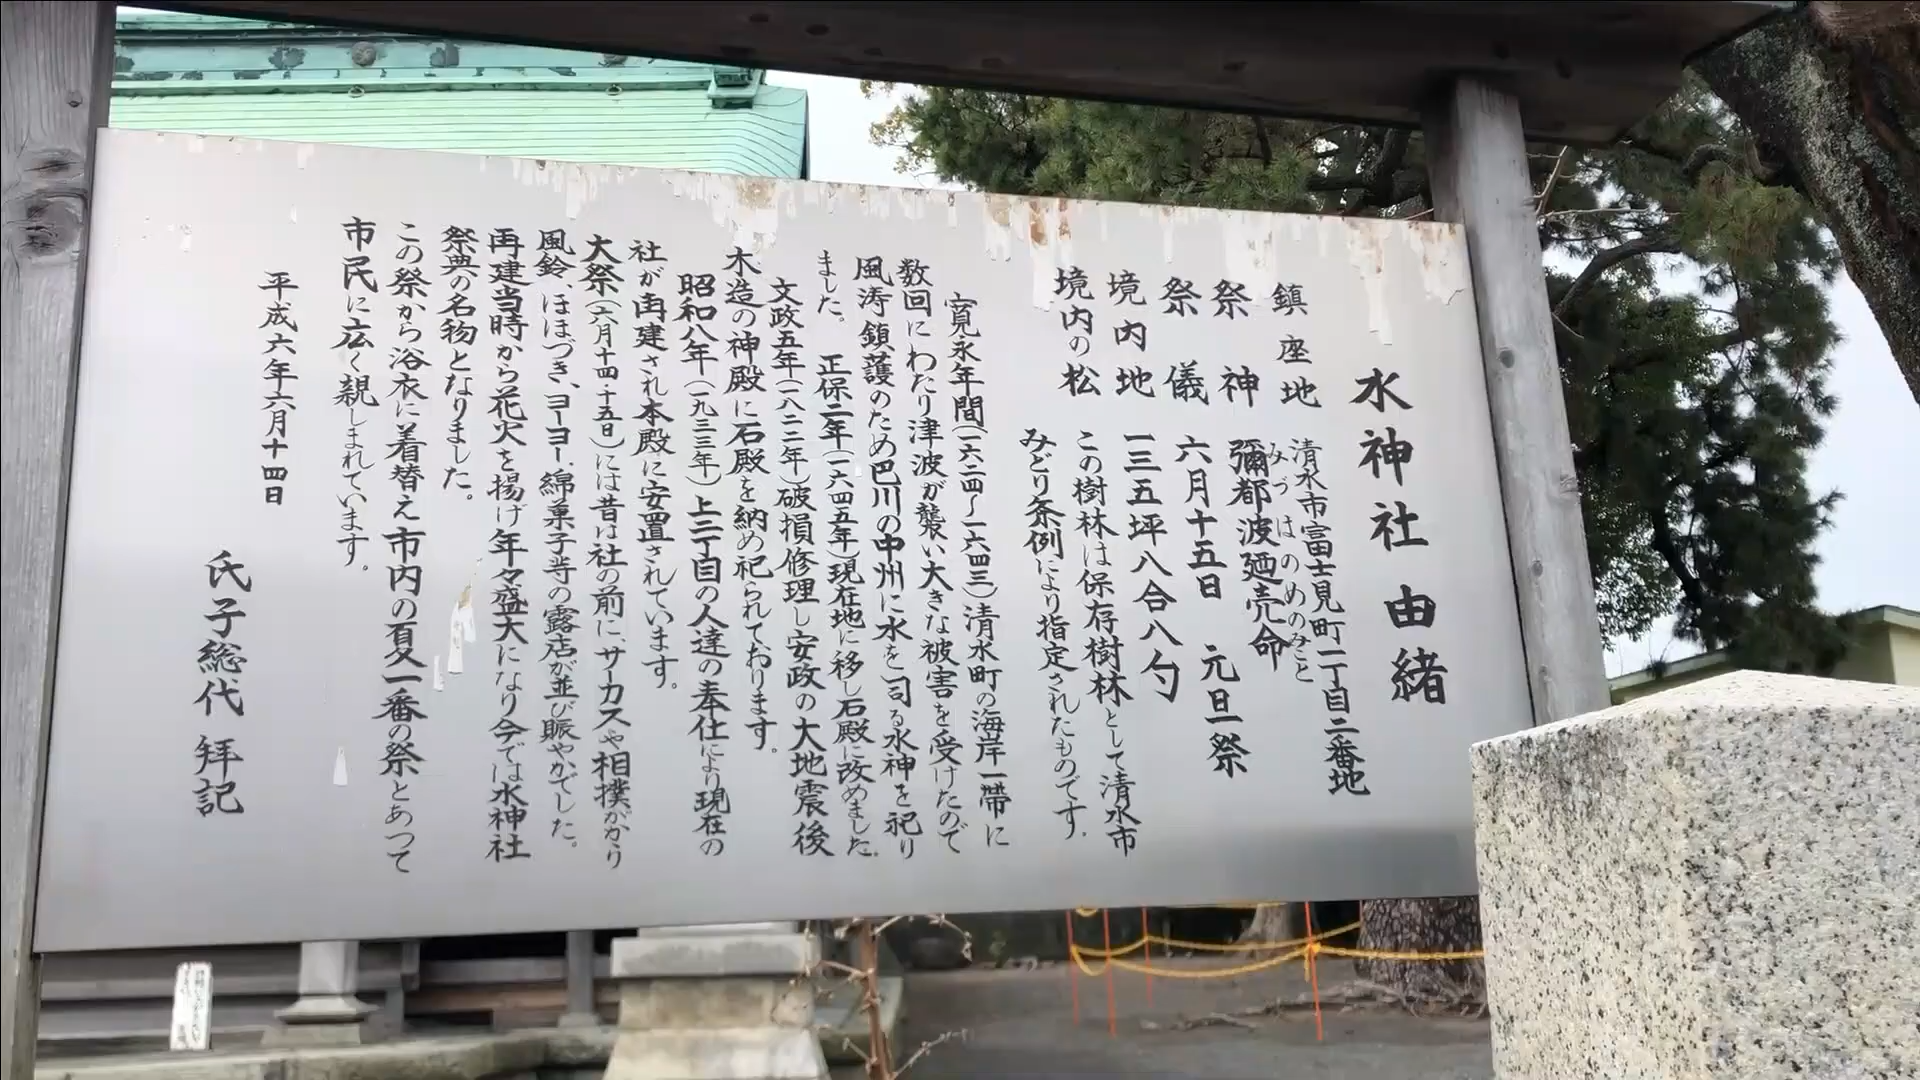 水神社 由緒
鎮座地 清水市富士見町一丁目二番地
みづはのめのみこと
祭神 彌都波廼売命
祭儀 六月十五日 元旦祭
境内地 一三五坪八合八勺
境内の松 この樹林は保存樹林として清水市
みどり条例により指定されたものです。
寛永年間(一六二四～一六四三)清水町の海岸一帯に
数回にわたり津波が襲い大きな被害を受けたので
風涛鎮護のため巴川の中州に水を司る水神を祀り
ました。 正保二年(一六四五年)現在地に移し石殿に改めました。
文政五年(一八二二年)破損修理し安政の大地震後
木造の神殿に石殿を納め祀られております。
昭和八年(一九三三年)上二丁目の人達の奉仕により現在の
社が再建され本殿に安置されています。
大祭(六月十四・十五日)には昔は社の前に、サーカスや相撲がかり
風鈴、ほほづき、ヨーヨー、綿菓子等の露店が並び賑やかでした。
再建当時から花火を揚げ年々盛大になり今では水神社
祭典の名物となりました。
この祭から浴衣に着替え市内の夏一番の祭とあつて
市民に広く親しまれています。
平成六年六月十四日
氏子総代 拜記